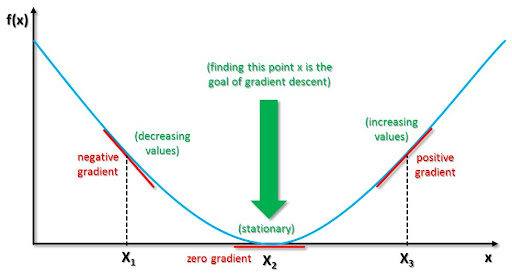 f(x)
(finding this point x is the
goal of gradient descent)
(decreasing
values)
(increasing
values)
negative
gradient
positive
gradient
(stationary)
zero gradient
X1
X2
X3
x